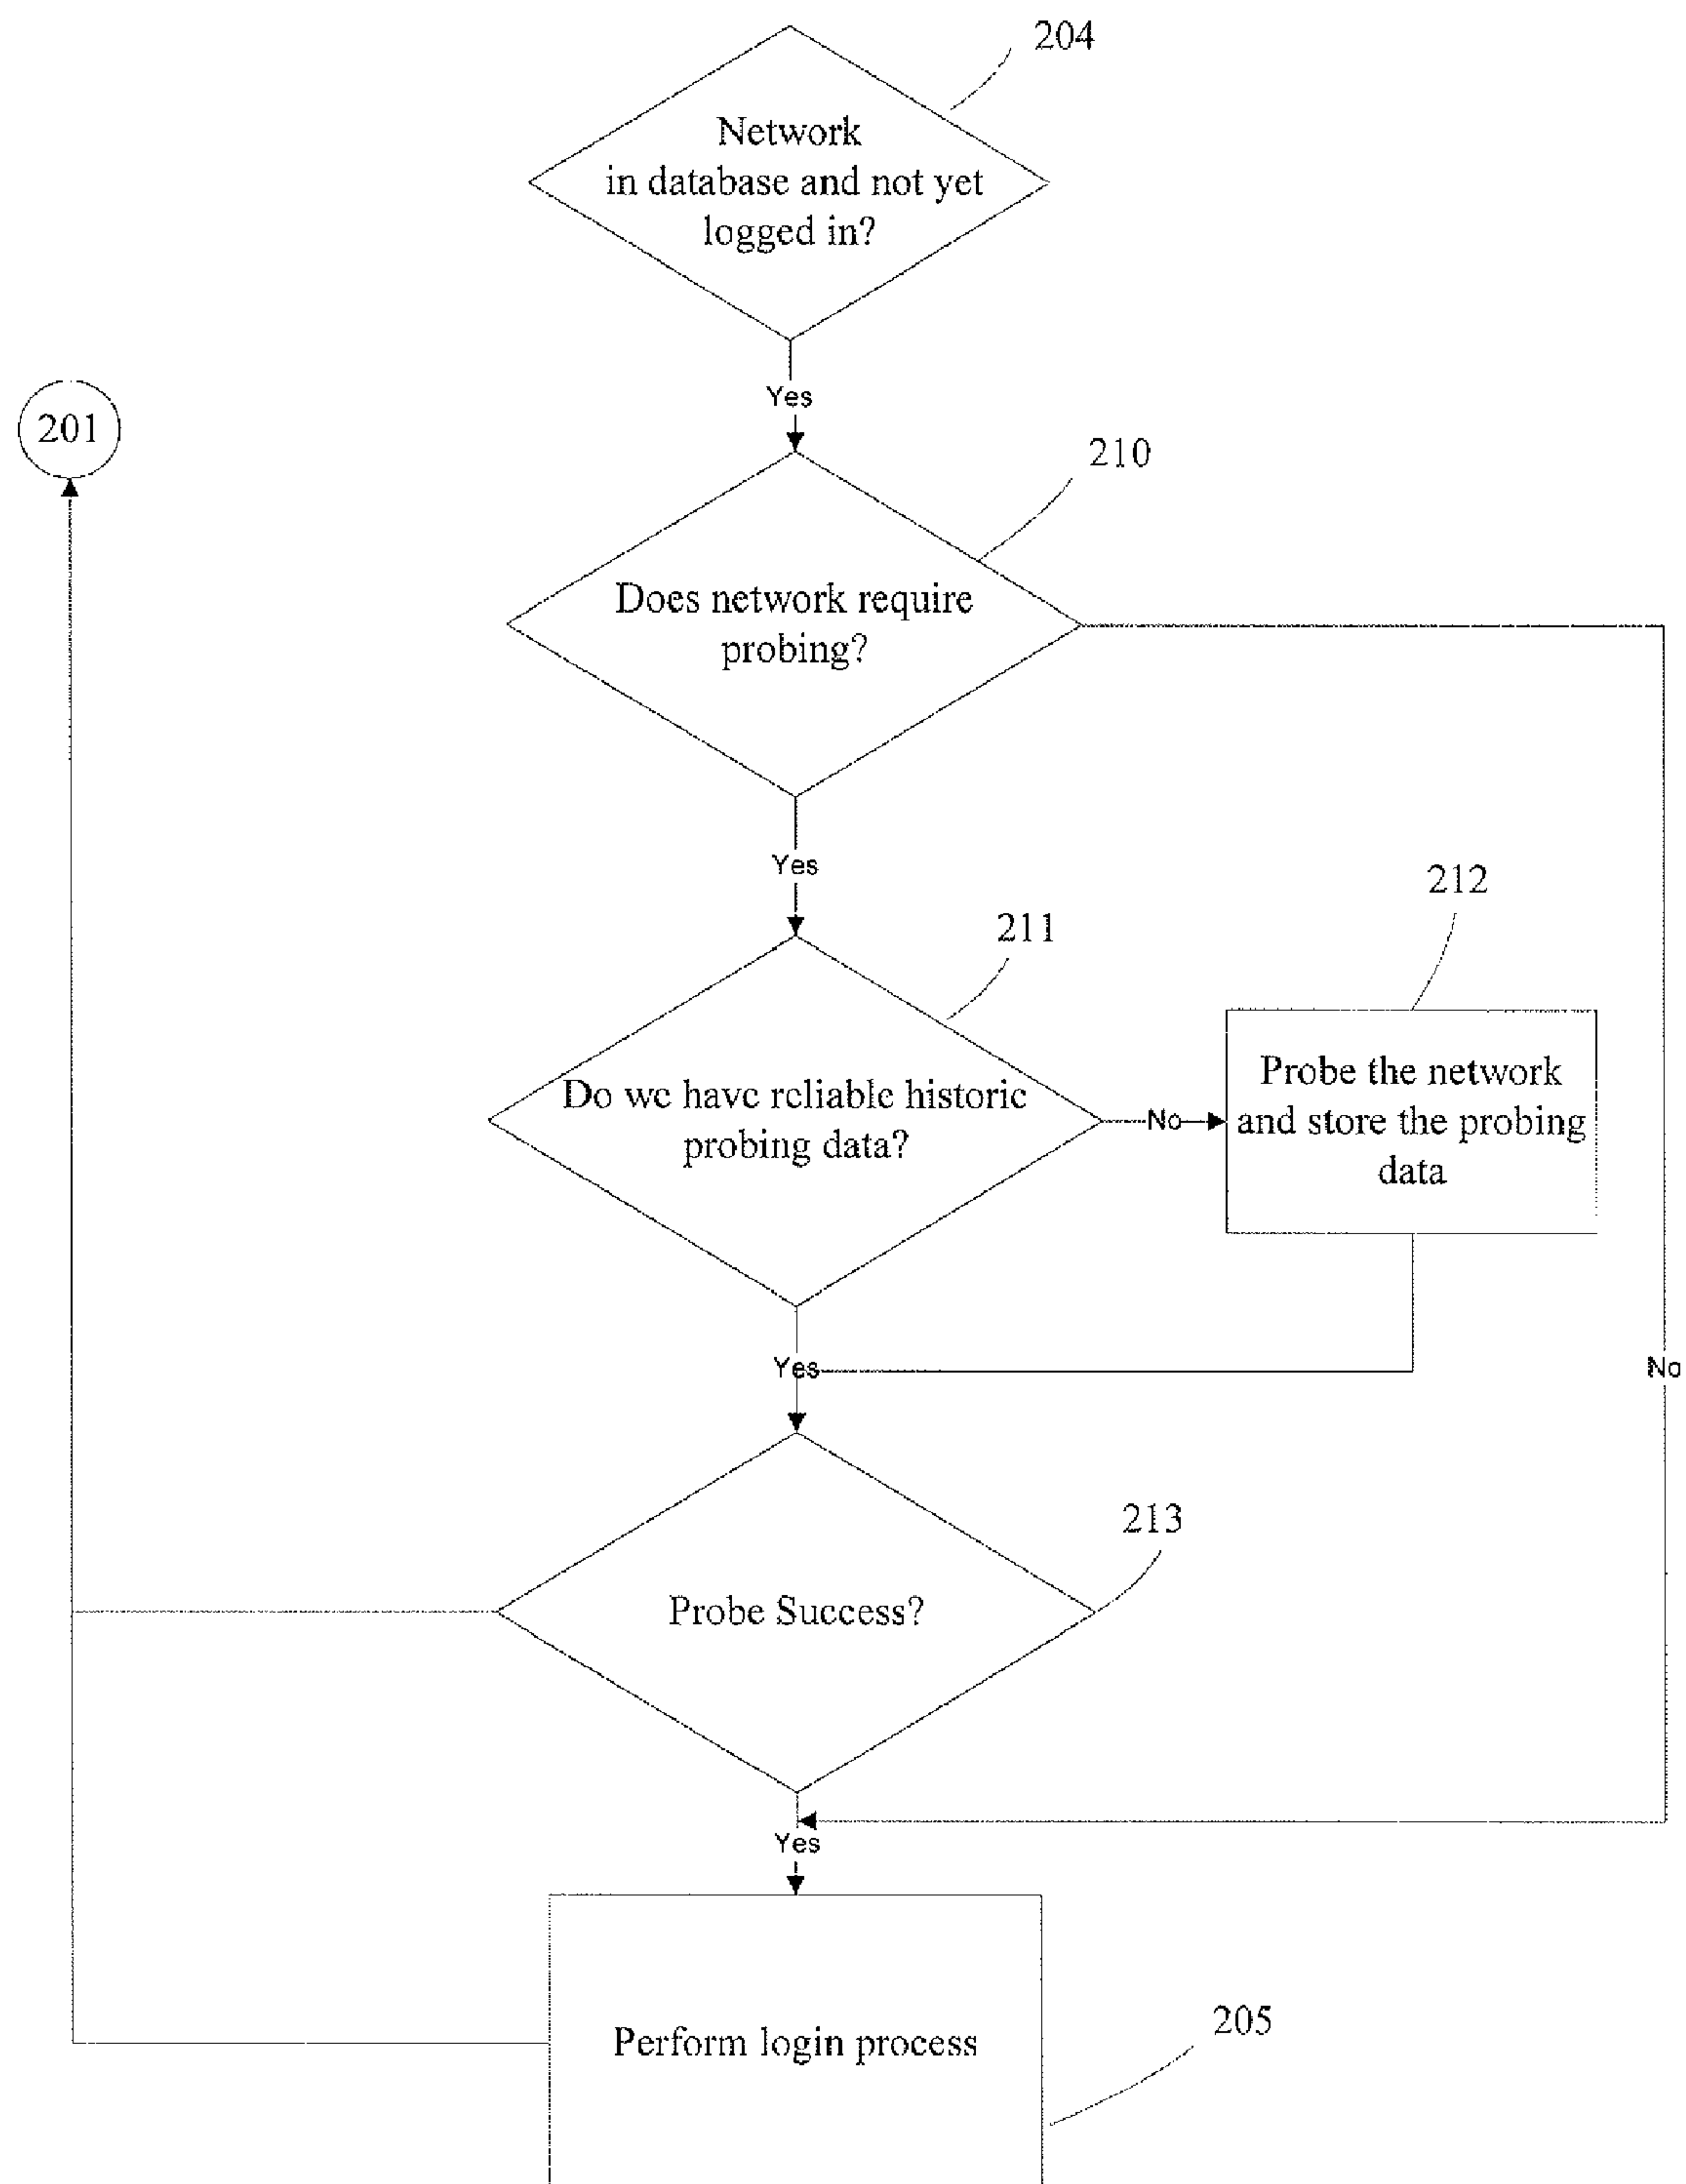 204
Network
in database and not yet
logged in?
Yes
201
210
Does network require
probing?
Yes
211
212
Do we have reliable historic
probing data?
No
Probe the network
and store the probing
data
Yes
No
213
Probe Success?
Yes
Perform login process
205